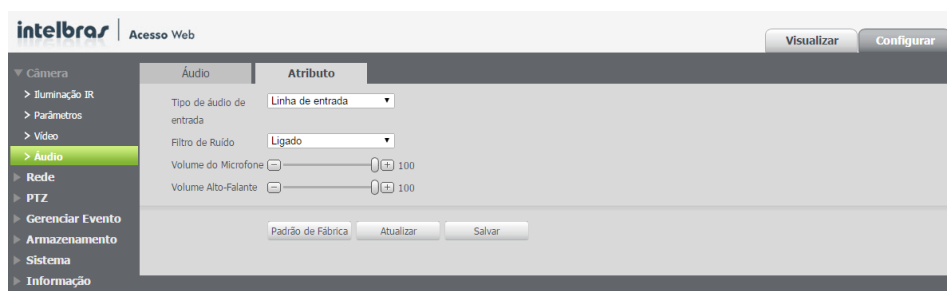 intelbras Acesso Web
Visualizar Configurar
Câmera
> Iluminação IR
> Parâmetros
> Vídeo
> Áudio
Rede
PTZ
Gerenciar Evento
Armazenamento
Sistema
Informação
Áudio Atributo
Tipo de áudio de entrada Linha de entrada
Filtro de Ruído Ligado
Volume do Microfone 100
Volume Alto-Falante 100
Padrão de Fábrica Atualizar Salvar